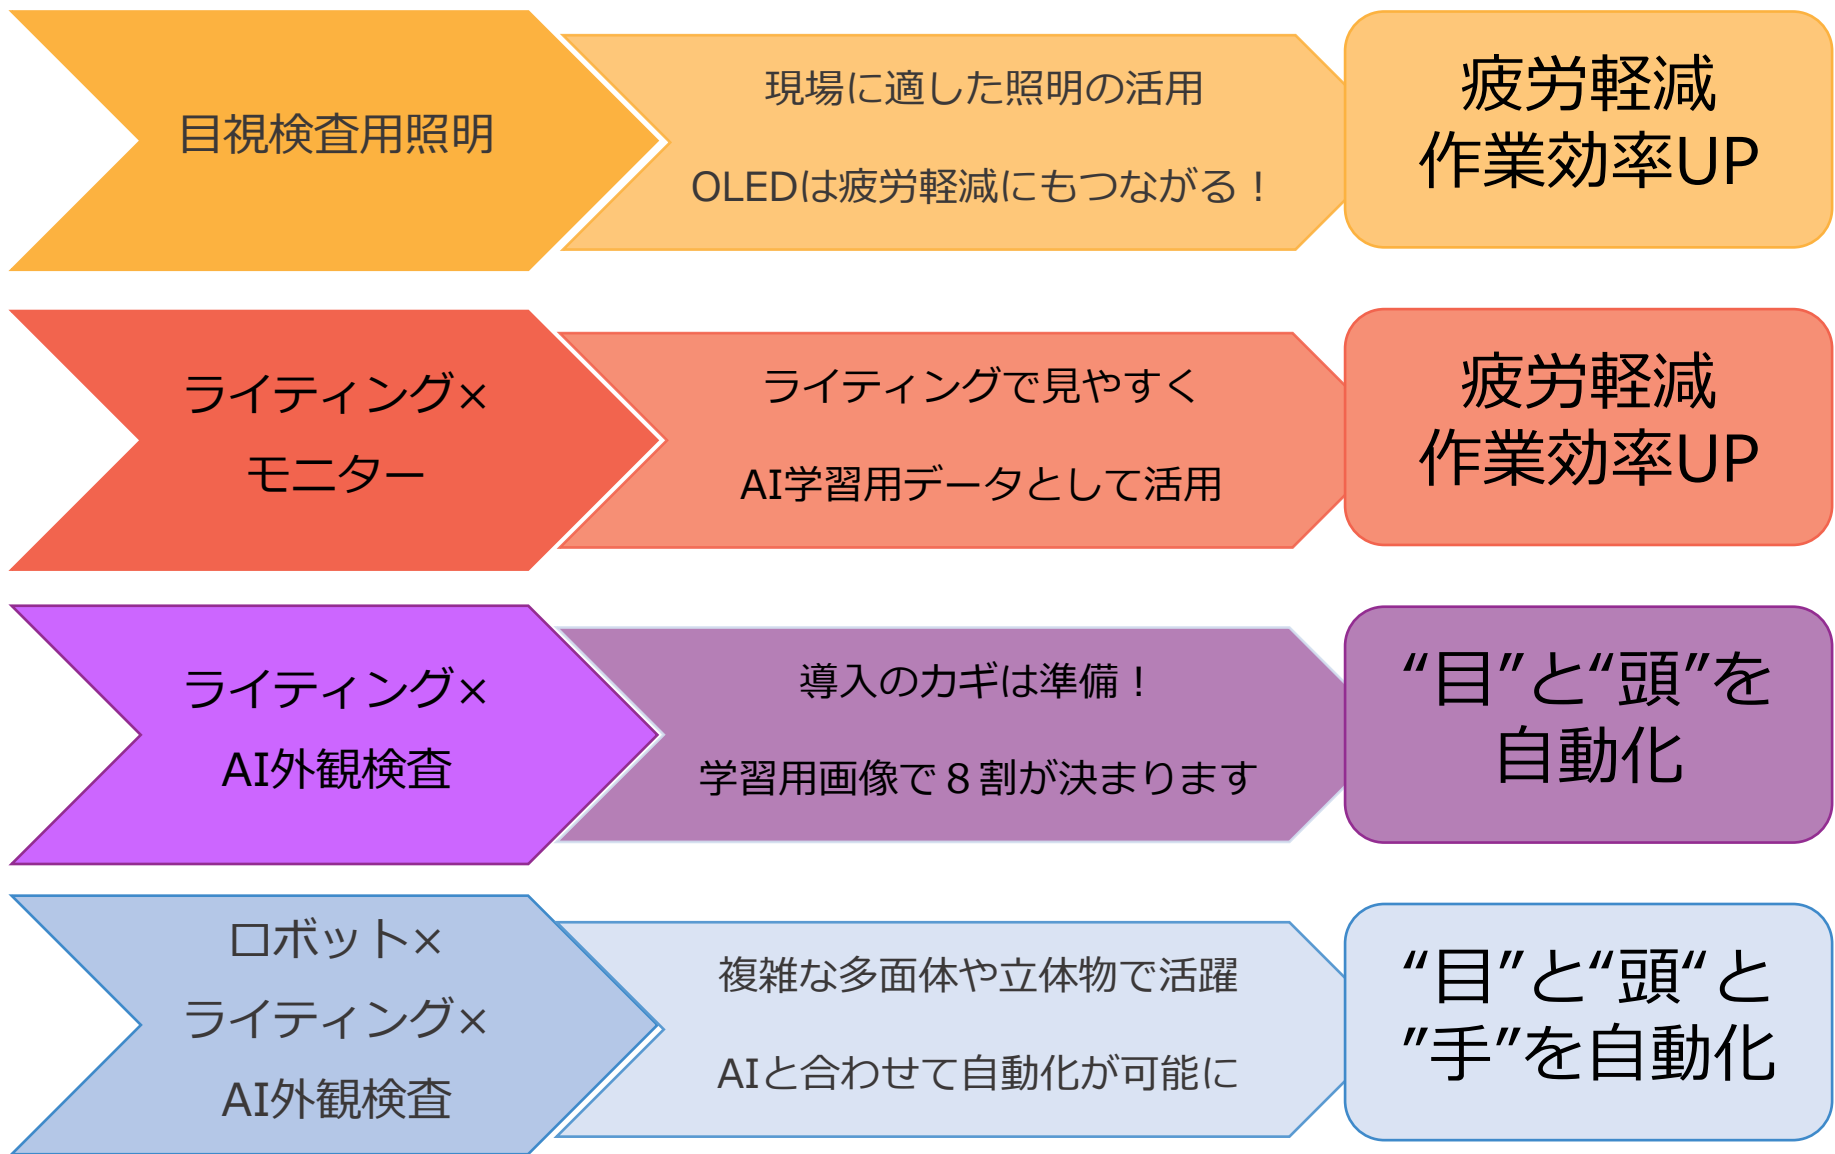 目視検査用照明
現場に適した照明の活用
OLEDは疲労軽減にもつながる！
疲労軽減
作業効率UP
ライティング×
モニター
ライティングで見やすく
AI学習用データとして活用
疲労軽減
作業効率UP
ライティング×
AI外観検査
導入のカギは準備！
学習用画像で８割が決まります
“目”と“頭”を
自動化
ロボット×
ライティング×
AI外観検査
複雑な多面体や立体物で活躍
AIと合わせて自動化が可能に
“目”と“頭“と
”手”を自動化